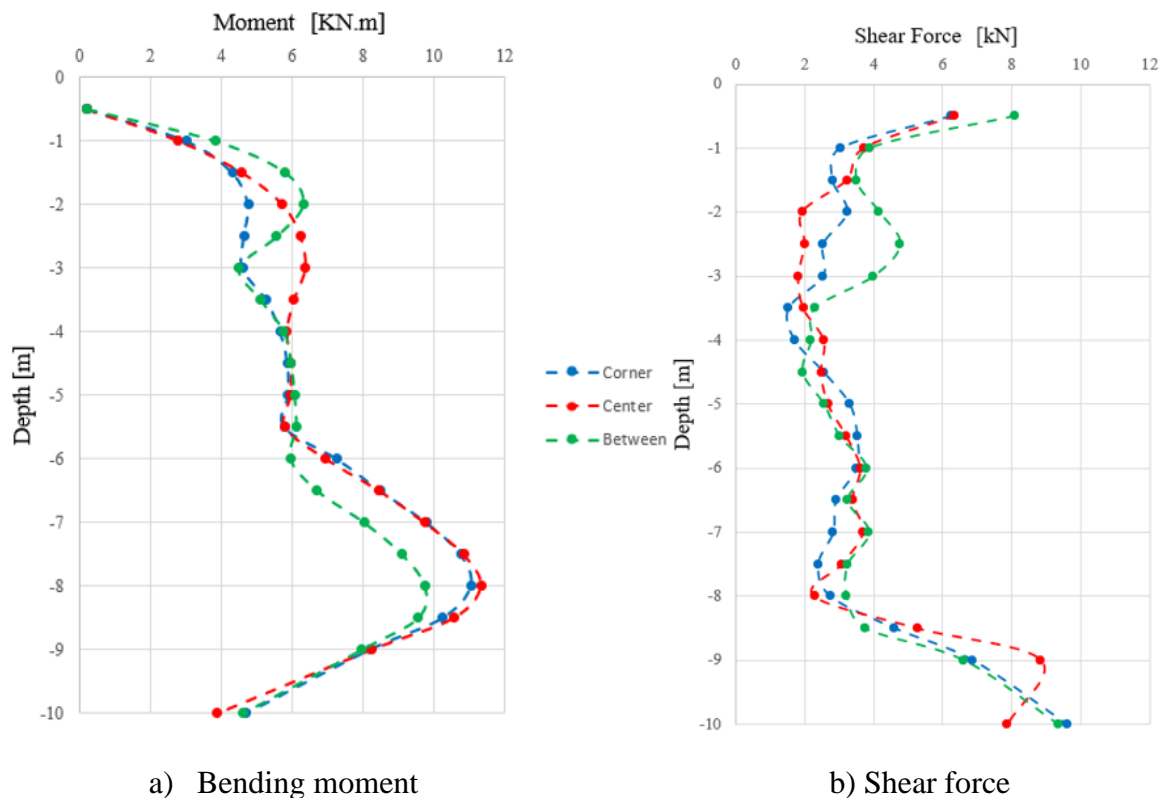 Moment [KN.m]
0 2 4 6 8 10 12
0
-1
-2
-3
-4
-5
-6
-7
-8
-9
-10
Depth [m]
Corner
Center
Between
a) Bending moment
Shear Force [kN]
0 2 4 6 8 10 12
0
-1
-2
-3
-4
-5
-6
-7
-8
-9
-10
Depth [m]
b) Shear force